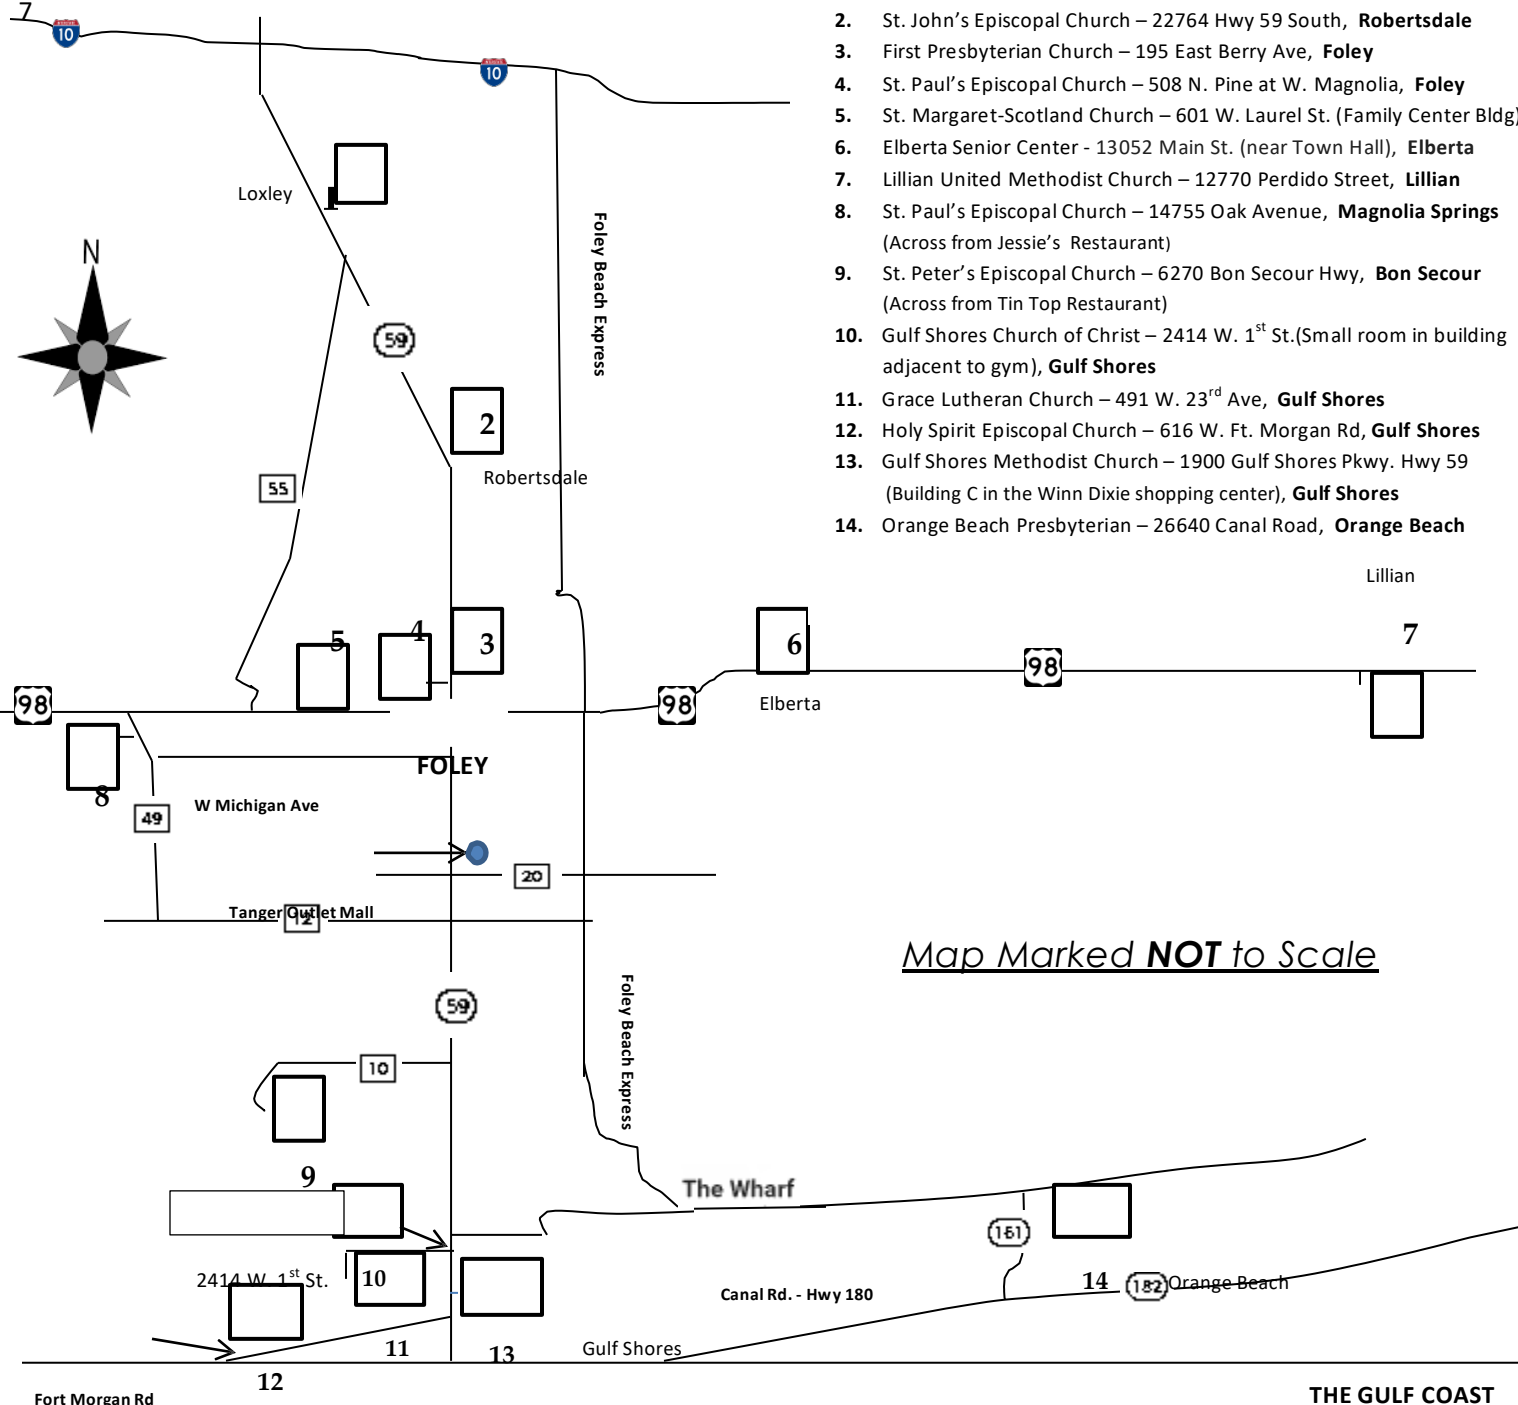 7
10
10
2. St. John’s Episcopal Church – 22764 Hwy 59 South, Robertsdale
3. First Presbyterian Church – 195 East Berry Ave, Foley
4. St. Paul’s Episcopal Church – 508 N. Pine at W. Magnolia, Foley
5. St. Margaret-Scotland Church – 601 W. Laurel St. (Family Center Bldg)
6. Elberta Senior Center - 13052 Main St. (near Town Hall), Elberta
7. Lillian United Methodist Church – 12770 Perdido Street, Lillian
8. St. Paul’s Episcopal Church – 14755 Oak Avenue, Magnolia Springs
(Across from Jessie’s Restaurant)
9. St. Peter’s Episcopal Church – 6270 Bon Secour Hwy, Bon Secour
(Across from Tin Top Restaurant)
10. Gulf Shores Church of Christ – 2414 W. 1st St.(Small room in building
adjacent to gym), Gulf Shores
11. Grace Lutheran Church – 491 W. 23rd Ave, Gulf Shores
12. Holy Spirit Episcopal Church – 616 W. Ft. Morgan Rd, Gulf Shores
13. Gulf Shores Methodist Church – 1900 Gulf Shores Pkwy. Hwy 59
(Building C in the Winn Dixie shopping center), Gulf Shores
14. Orange Beach Presbyterian – 26640 Canal Road, Orange Beach
Loxley
N
Foley Beach Express
59
2
Robertsdale
55
Lillian
5
4
3
6
7
98
98
98
Elberta
FOLEY
8
49
W Michigan Ave
20
Tanger Outlet Mall
12
Map Marked NOT to Scale
59
Foley Beach Express
10
9
The Wharf
161
2414 W. 1st St.
10
14
182
Orange Beach
Canal Rd. - Hwy 180
11
13
Gulf Shores
12
Fort Morgan Rd
THE GULF COAST